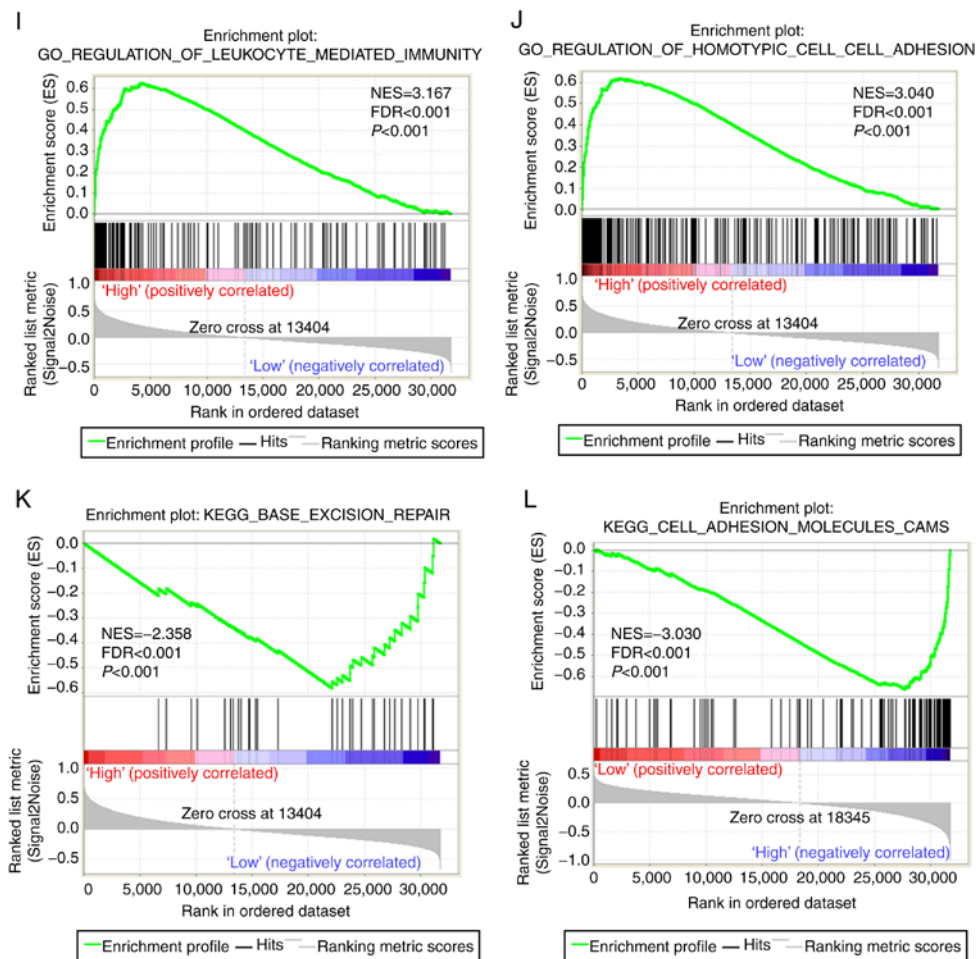 I
Enrichment plot:
GO_REGULATION_OF_LEUKOCYTE_MEDIATED_IMMUNITY
Enrichment score (ES)
0.6
0.5
0.4
0.3
0.2
0.1
0.0
NES=3.167
FDR<0.001
P<0.001
Ranked list metric
(Signal2Noise)
1.0
0.5
0.0
−0.5
'High' (positively correlated)
Zero cross at 13404
'Low' (negatively correlated)
0 5,000 10,000 15,000 20,000 25,000 30,000
Rank in ordered dataset
Enrichment profile Hits Ranking metric scores
J
Enrichment plot:
GO_REGULATION_OF_HOMOTYPIC_CELL_CELL_ADHESION
Enrichment score (ES)
0.6
0.5
0.4
0.3
0.2
0.1
0.0
NES=3.040
FDR<0.001
P<0.001
Ranked list metric
(Signal2Noise)
1.0
0.5
0.0
−0.5
'High' (positively correlated)
Zero cross at 13404
'Low' (negatively correlated)
0 5,000 10,000 15,000 20,000 25,000 30,000
Rank in ordered dataset
Enrichment profile Hits Ranking metric scores
K
Enrichment plot: KEGG_BASE_EXCISION_REPAIR
Enrichment score (ES)
0.0
−0.1
−0.2
−0.3
−0.4
−0.5
−0.6
NES=−2.358
FDR<0.001
P<0.001
Ranked list metric
(Signal2Noise)
1.0
0.5
0.0
−0.5
'High' (positively correlated)
Zero cross at 13404
'Low' (negatively correlated)
0 5,000 10,000 15,000 20,000 25,000 30,000
Rank in ordered dataset
Enrichment profile Hits Ranking metric scores
L
Enrichment plot:
KEGG_CELL_ADHESION_MOLECULES_CAMS
Enrichment score (ES)
0.0
−0.1
−0.2
−0.3
−0.4
−0.5
−0.6
NES=−3.030
FDR<0.001
P<0.001
Ranked list metric
(Signal2Noise)
0.5
0.0
−0.5
−1.0
'Low' (positively correlated)
Zero cross at 18345
'High' (negatively correlated)
0 5,000 10,000 15,000 20,000 25,000 30,000
Rank in ordered dataset
Enrichment profile Hits Ranking metric scores